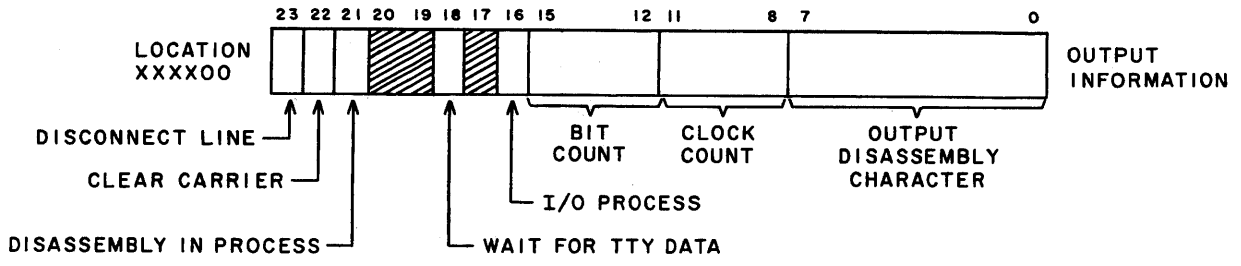 23 22 21 20 19 18 17 16 15 12 11 8 7 0
LOCATION
XXXX00
OUTPUT
INFORMATION
DISCONNECT LINE
CLEAR CARRIER
DISASSEMBLY IN PROCESS
WAIT FOR TTY DATA
I/O PROCESS
BIT
COUNT
CLOCK
COUNT
OUTPUT
DISASSEMBLY
CHARACTER